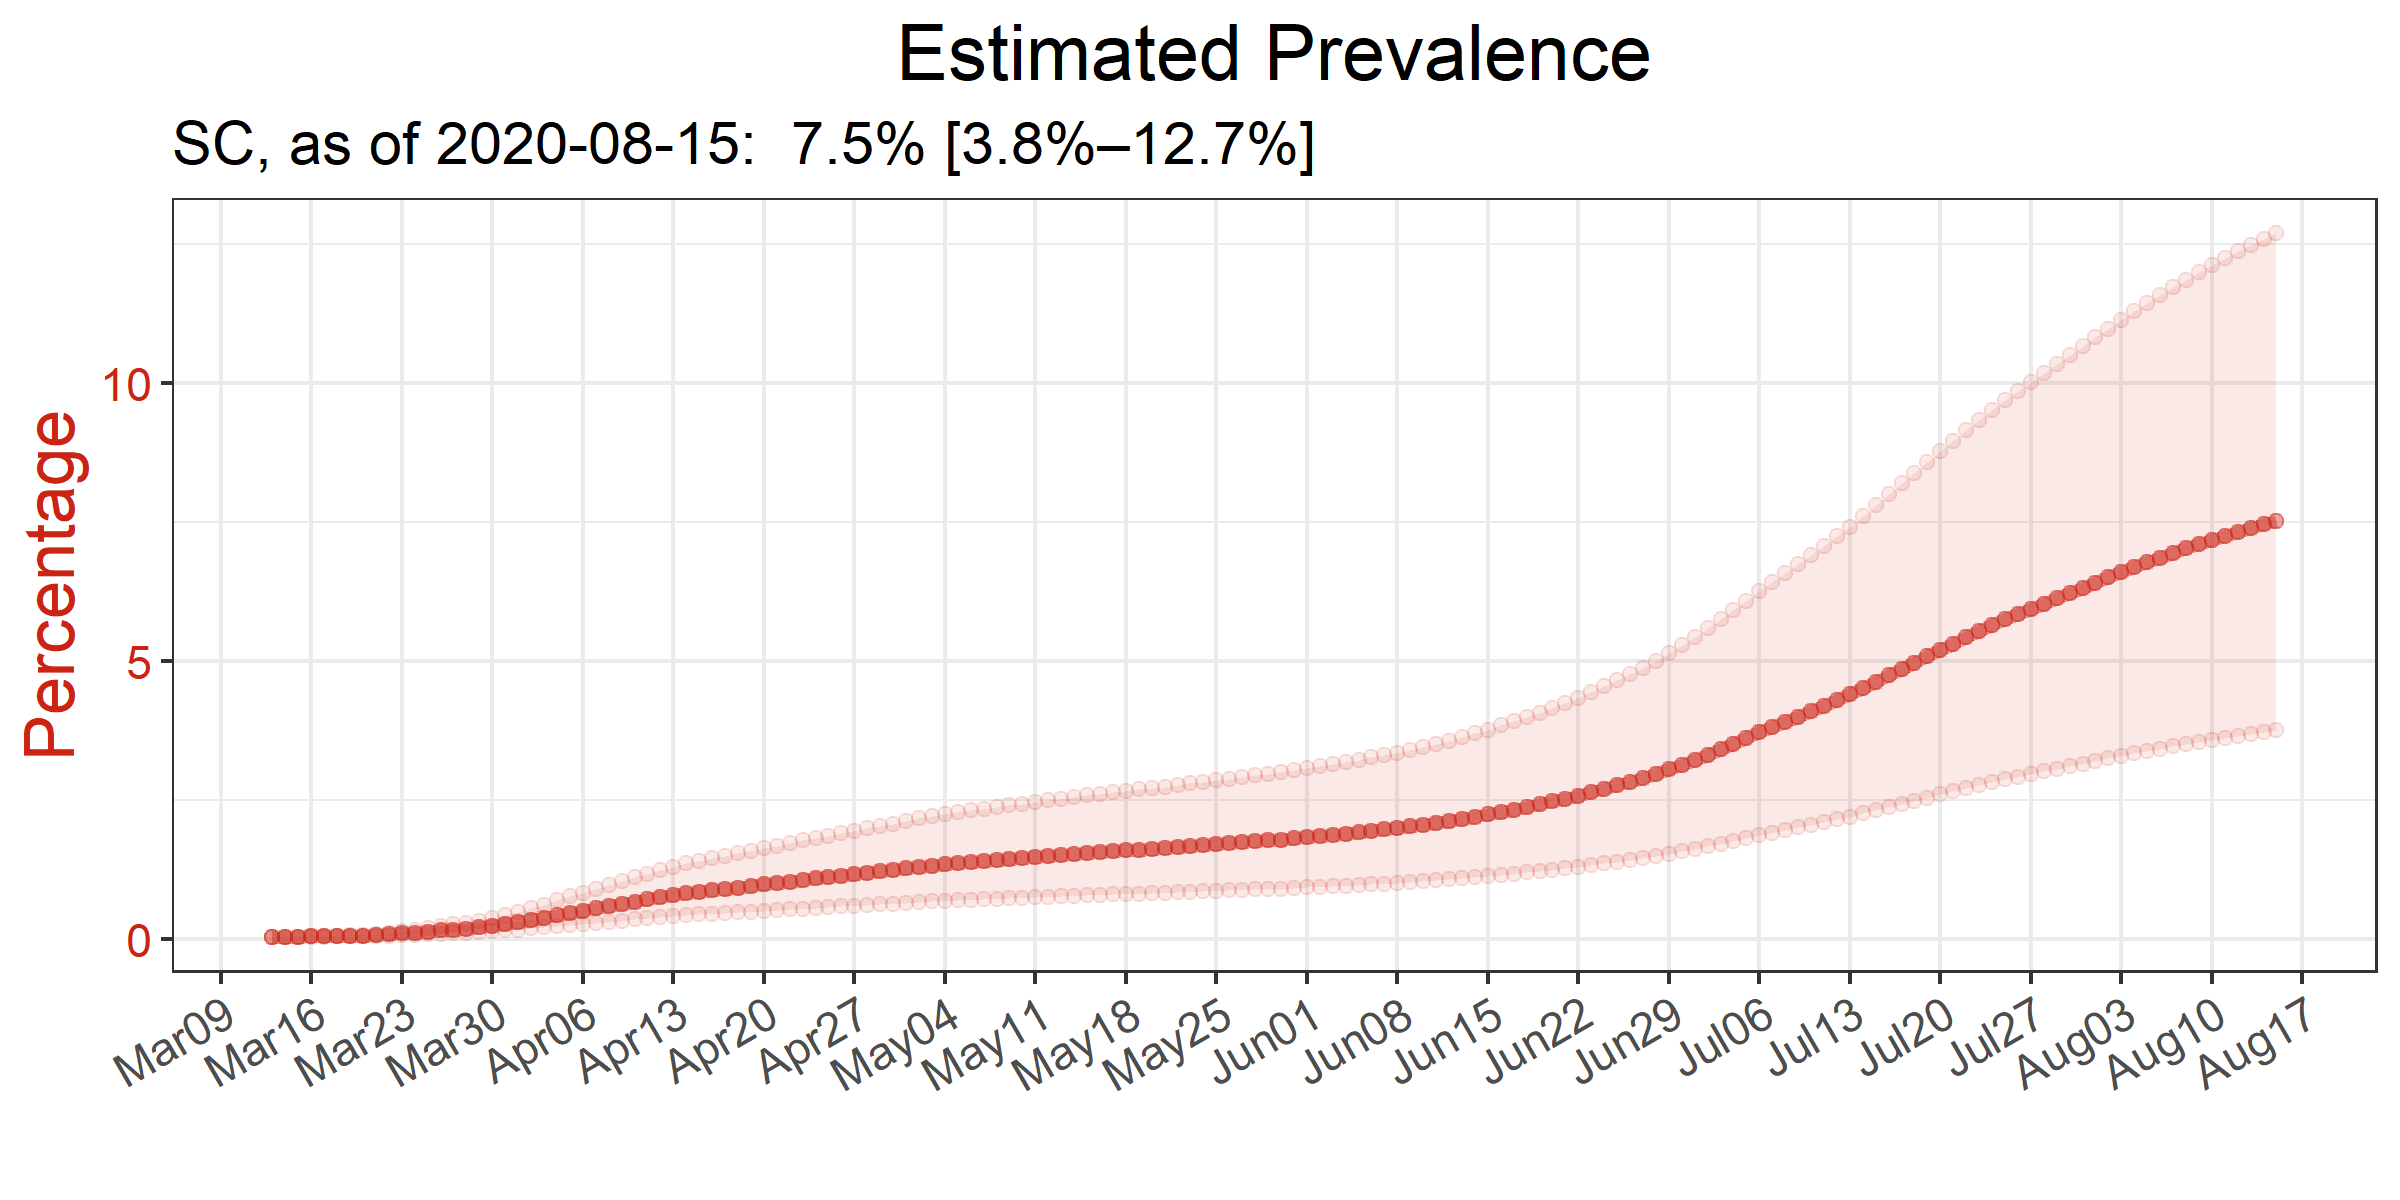 Estimated Prevalence
SC, as of 2020-08-15:  7.5% [3.8%–12.7%]
Percentage
10
5
0
Mar09
Mar16
Mar23
Mar30
Apr06
Apr13
Apr20
Apr27
May04
May11
May18
May25
Jun01
Jun08
Jun15
Jun22
Jun29
Jul06
Jul13
Jul20
Jul27
Aug03
Aug10
Aug17